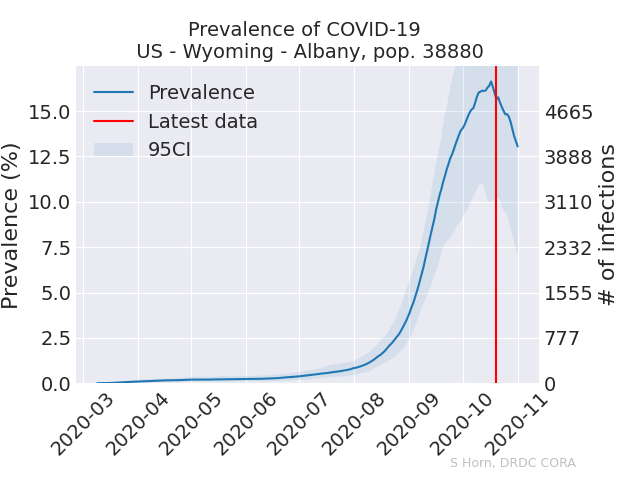 Prevalence of COVID-19
US - Wyoming - Albany, pop. 38880
Prevalence
Latest data
95CI
Prevalence (%)
15.0
12.5
10.0
7.5
5.0
2.5
0.0
4665
3888
3110
2332
1555
777
0
# of infections
2020-03
2020-04
2020-05
2020-06
2020-07
2020-08
2020-09
2020-10
2020-11
S Horn, DRDC CORA